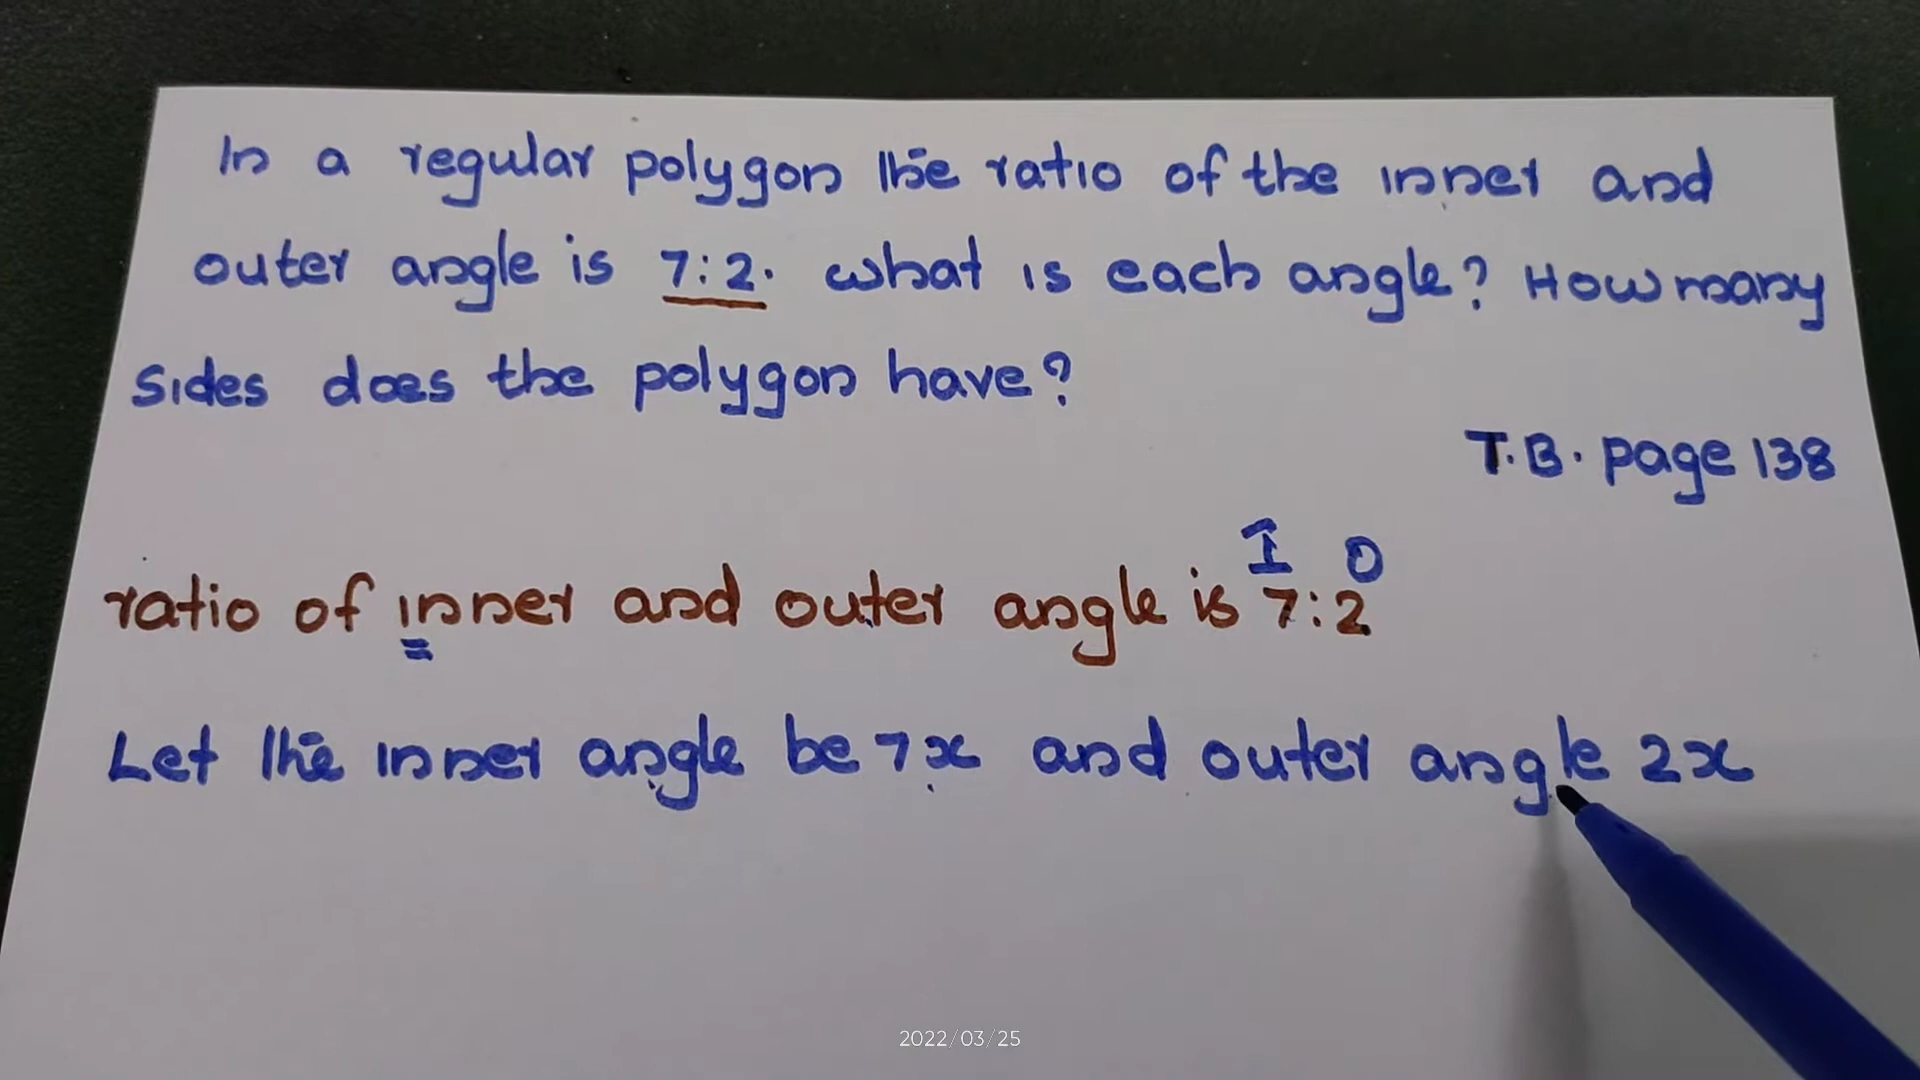 In a regular polygon the ratio of the inner and
outer angle is 7:2. what is each angle? How many
sides does the polygon have?
T.B. page 138
I O
ratio of inner and outer angle is 7:2
Let the inner angle be 7x and outer angle 2x
2022/03/25